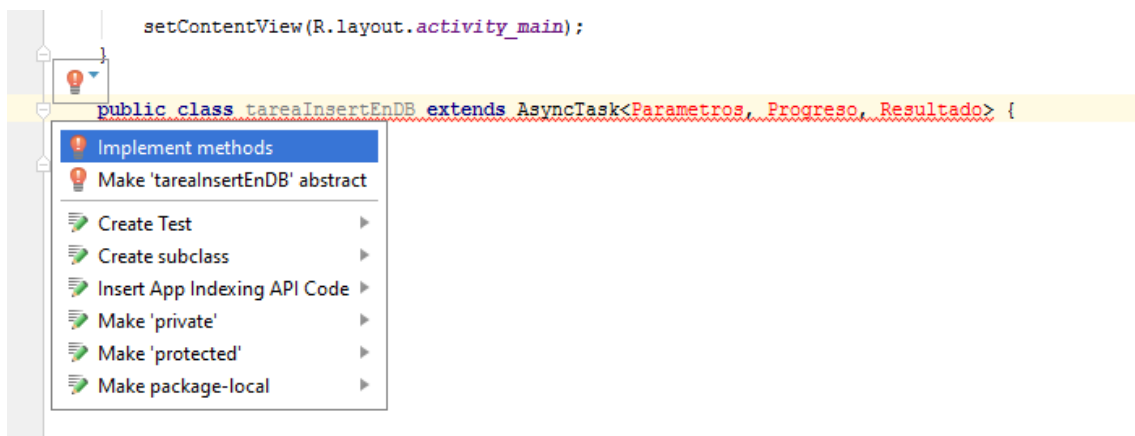 setContentView(R.layout.activity_main);
}
public class tareaInsertEnDB extends AsyncTask<Parametros, Progreso, Resultado> {
Implement methods
Make 'tareaInsertEnDB' abstract
Create Test
Create subclass
Insert App Indexing API Code
Make 'private'
Make 'protected'
Make package-local